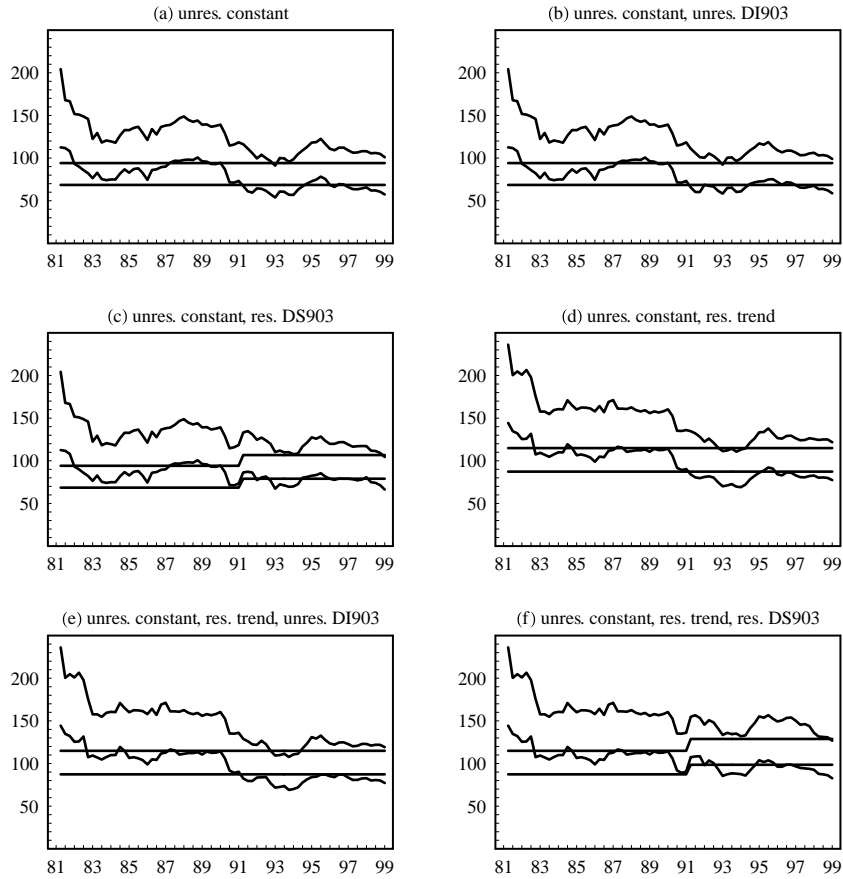 (a) unres. constant
200
150
100
50
81 83 85 87 89 91 93 95 97 99
(b) unres. constant, unres. DI903
200
150
100
50
81 83 85 87 89 91 93 95 97 99
(c) unres. constant, res. DS903
200
150
100
50
81 83 85 87 89 91 93 95 97 99
(d) unres. constant, res. trend
200
150
100
50
81 83 85 87 89 91 93 95 97 99
(e) unres. constant, res. trend, unres. DI903
200
150
100
50
81 83 85 87 89 91 93 95 97 99
(f) unres. constant, res. trend, res. DS903
200
150
100
50
81 83 85 87 89 91 93 95 97 99